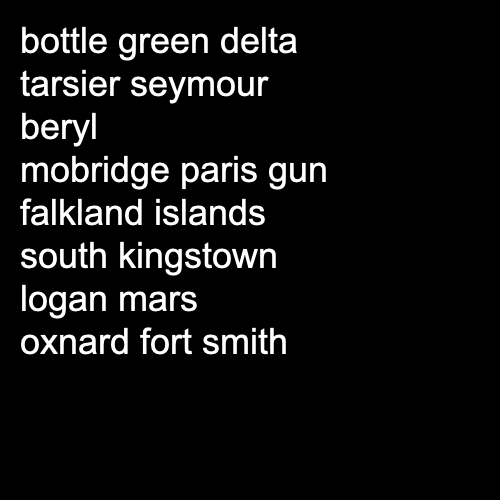 bottle green delta
tarsier seymour
beryl
mobridge paris gun
falkland islands
south kingstown
logan mars
oxnard fort smith